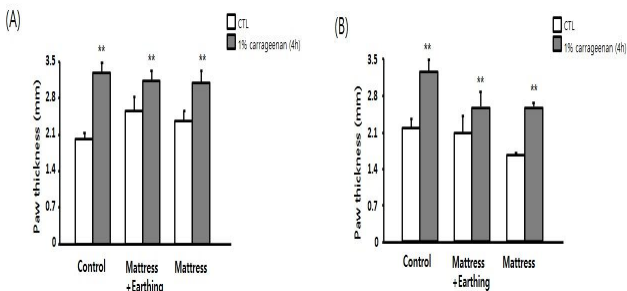 (A)
CTL
1% carrageenan (4h)
Paw thickness (mm)
3.5
2.8
2.1
1.4
0.7
0
**
**
**
Control
Mattress
+Earthing
Mattress
(B)
CTL
1% carrageenan (4h)
Paw thickness (mm)
3.5
2.8
2.1
1.4
0.7
0
**
**
**
Control
Mattress
+Earthing
Mattress